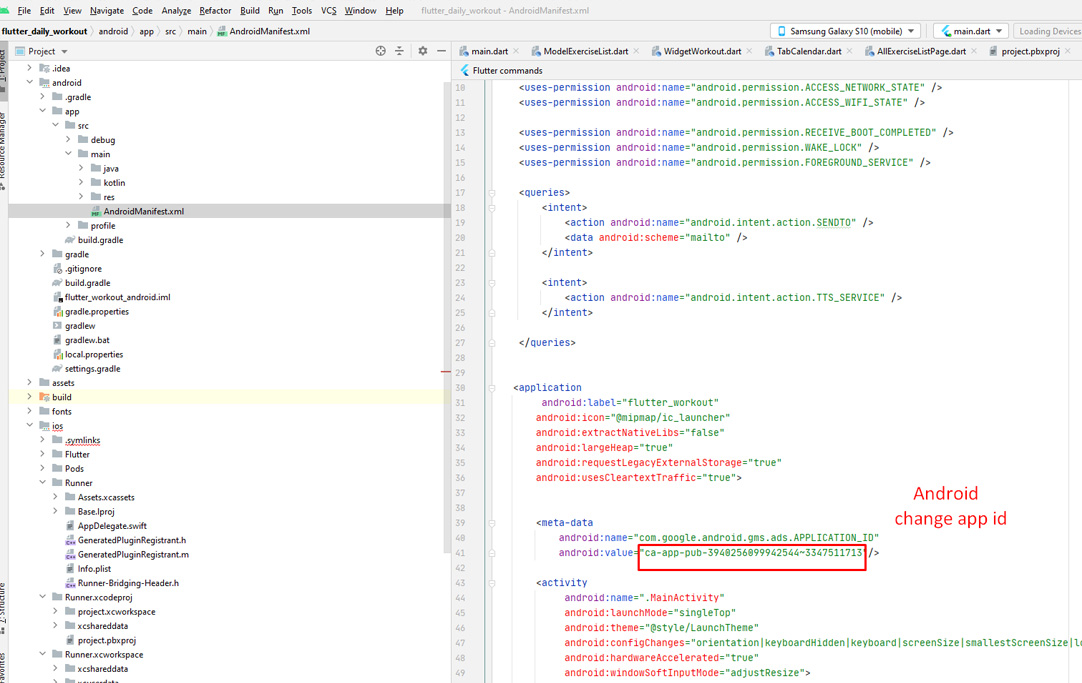 File Edit View Navigate Code Analyze Refactor Build Run Tools VCS Window Help flutter_daily_workout - AndroidManifest.xml
flutter_daily_workout android app src main AndroidManifest.xml Samsung Galaxy S10 (mobile) main.dart Loading Devices
Project main.dart ModelExerciseList.dart WidgetWorkout.dart TabCalendar.dart AllExerciseListPage.dart project.pbxproj
Flutter commands
1: Project
Resource Manager
Z: Structure
.idea
android
.gradle
app
src
debug
main
java
kotlin
res
AndroidManifest.xml
profile
build.gradle
gradle
.gitignore
build.gradle
flutter_workout_android.iml
gradle.properties
gradlew
gradlew.bat
local.properties
settings.gradle
assets
build
fonts
ios
.symlinks
Flutter
Pods
Runner
Assets.xcassets
Base.lproj
AppDelegate.swift
GeneratedPluginRegistrant.h
GeneratedPluginRegistrant.m
Info.plist
Runner-Bridging-Header.h
Runner.xcodeproj
project.xcworkspace
xcshareddata
project.pbxproj
Runner.xcworkspace
xcshareddata
xcuserdata
10 <uses-permission android:name="android.permission.ACCESS_NETWORK_STATE" />
11 <uses-permission android:name="android.permission.ACCESS_WIFI_STATE" />
12
13 <uses-permission android:name="android.permission.RECEIVE_BOOT_COMPLETED" />
14 <uses-permission android:name="android.permission.WAKE_LOCK" />
15 <uses-permission android:name="android.permission.FOREGROUND_SERVICE" />
16
17 <queries>
18 <intent>
19 <action android:name="android.intent.action.SENDTO" />
20 <data android:scheme="mailto" />
21 </intent>
22
23 <intent>
24 <action android:name="android.intent.action.TTS_SERVICE" />
25 </intent>
26
27 </queries>
28
29
30 <application
31 android:label="flutter_workout"
32 android:icon="@mipmap/ic_launcher"
33 android:extractNativeLibs="false"
34 android:largeHeap="true"
35 android:requestLegacyExternalStorage="true"
36 android:usesCleartextTraffic="true">
37
38
39 <meta-data
40 android:name="com.google.android.gms.ads.APPLICATION_ID"
41 android:value="ca-app-pub-3940256099942544~3347511713"/>
42
43 <activity
44 android:name=".MainActivity"
45 android:launchMode="singleTop"
46 android:theme="@style/LaunchTheme"
47 android:configChanges="orientation|keyboardHidden|keyboard|screenSize|smallestScreenSize|lo
48 android:hardwareAccelerated="true"
49 android:windowSoftInputMode="adjustResize">
Android
change app id